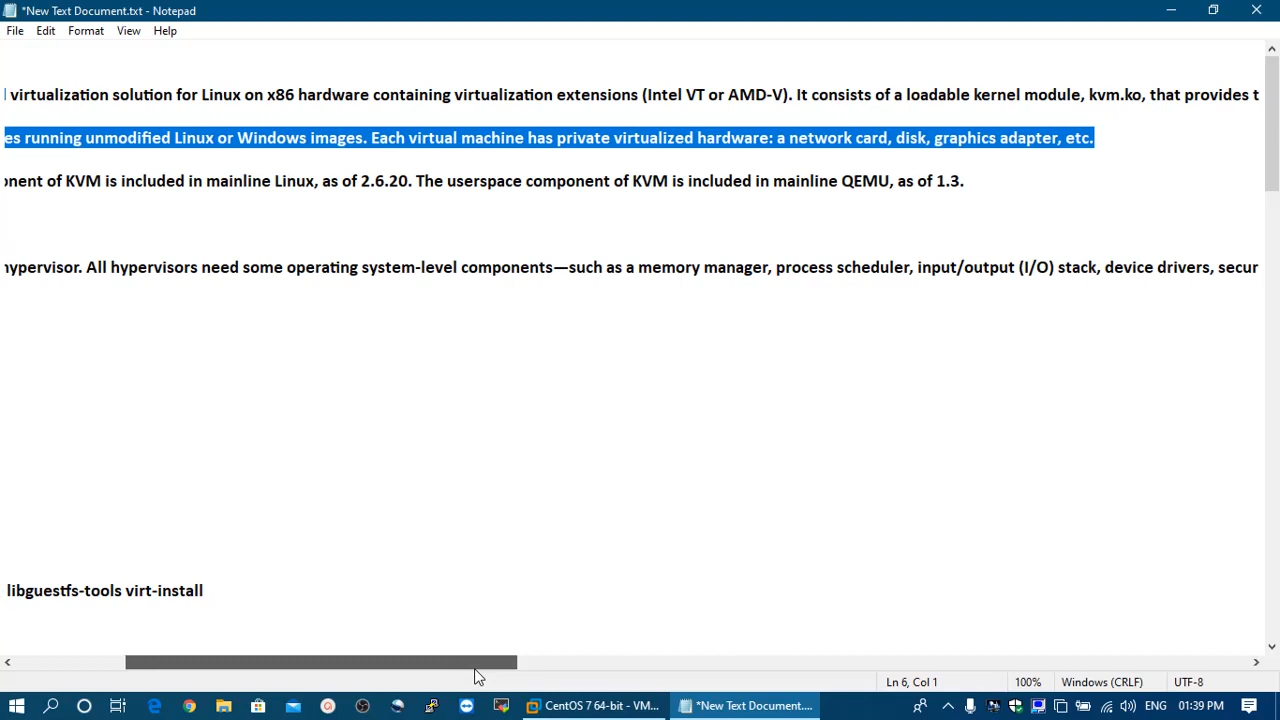 *New Text Document.txt - Notepad
File Edit Format View Help
virtualization solution for Linux on x86 hardware containing virtualization extensions (Intel VT or AMD-V). It consists of a loadable kernel module, kvm.ko, that provides t
es running unmodified Linux or Windows images. Each virtual machine has private virtualized hardware: a network card, disk, graphics adapter, etc.
onent of KVM is included in mainline Linux, as of 2.6.20. The userspace component of KVM is included in mainline QEMU, as of 1.3.
hypervisor. All hypervisors need some operating system-level components—such as a memory manager, process scheduler, input/output (I/O) stack, device drivers, secur
libguestfs-tools virt-install
Ln 6, Col 1 100% Windows (CRLF) UTF-8
CentOS 7 64-bit - VM... *New Text Document.... ENG 01:39 PM